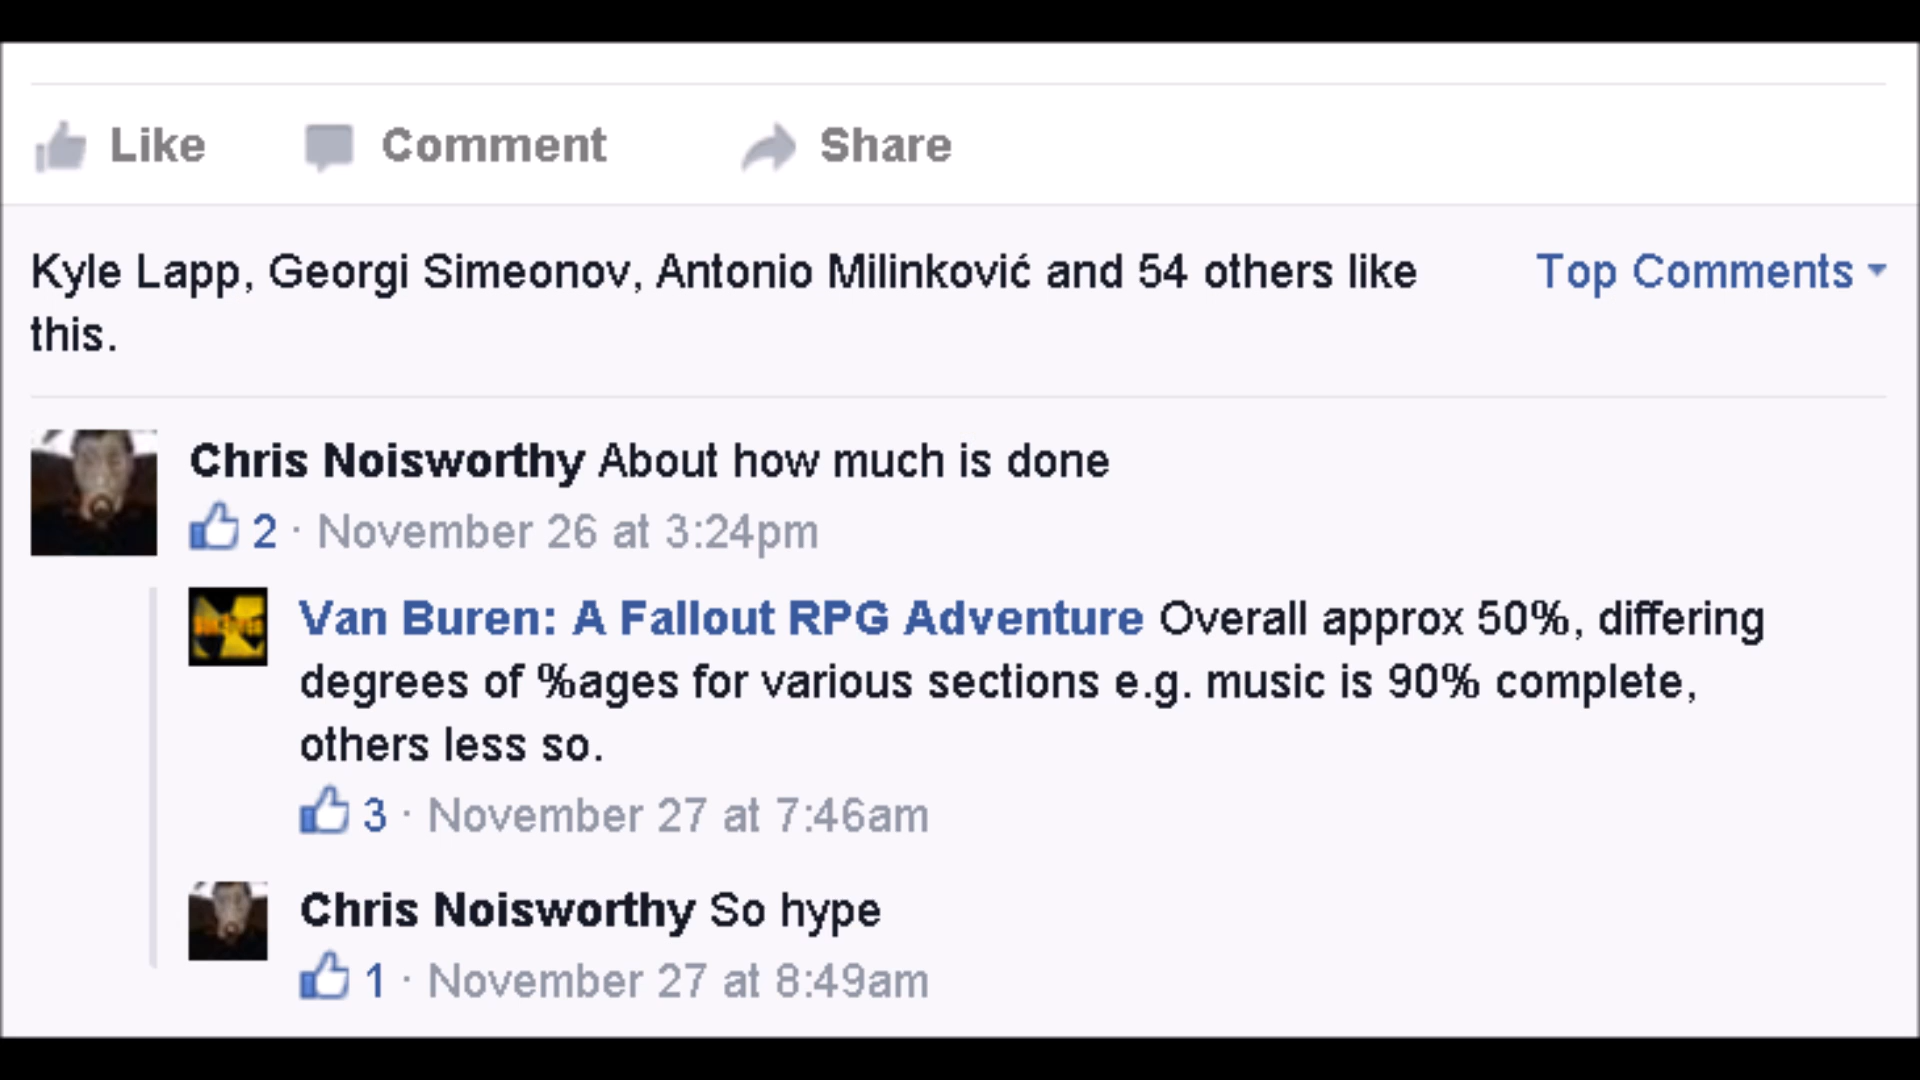 Like Comment Share
Kyle Lapp, Georgi Simeonov, Antonio Milinković and 54 others like
this.
Top Comments
Chris Noisworthy About how much is done
2 · November 26 at 3:24pm
Van Buren: A Fallout RPG Adventure Overall approx 50%, differing
degrees of %ages for various sections e.g. music is 90% complete,
others less so.
3 · November 27 at 7:46am
Chris Noisworthy So hype
1 · November 27 at 8:49am